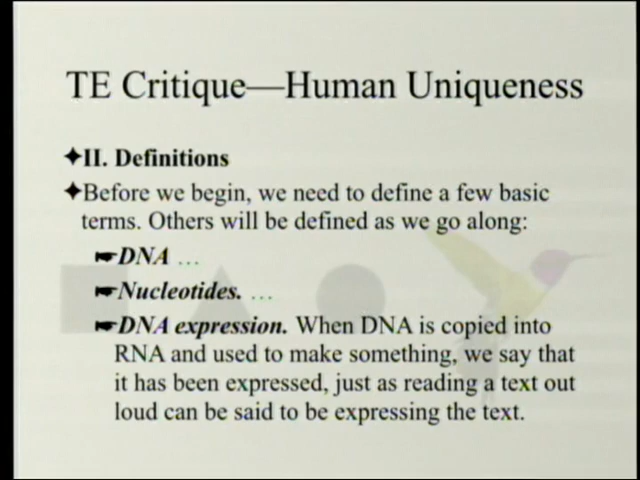 TE Critique—Human Uniqueness
✦II. Definitions
✦Before we begin, we need to define a few basic
terms. Others will be defined as we go along:
☛DNA …
☛Nucleotides. …
☛DNA expression. When DNA is copied into
RNA and used to make something, we say that
it has been expressed, just as reading a text out
loud can be said to be expressing the text.